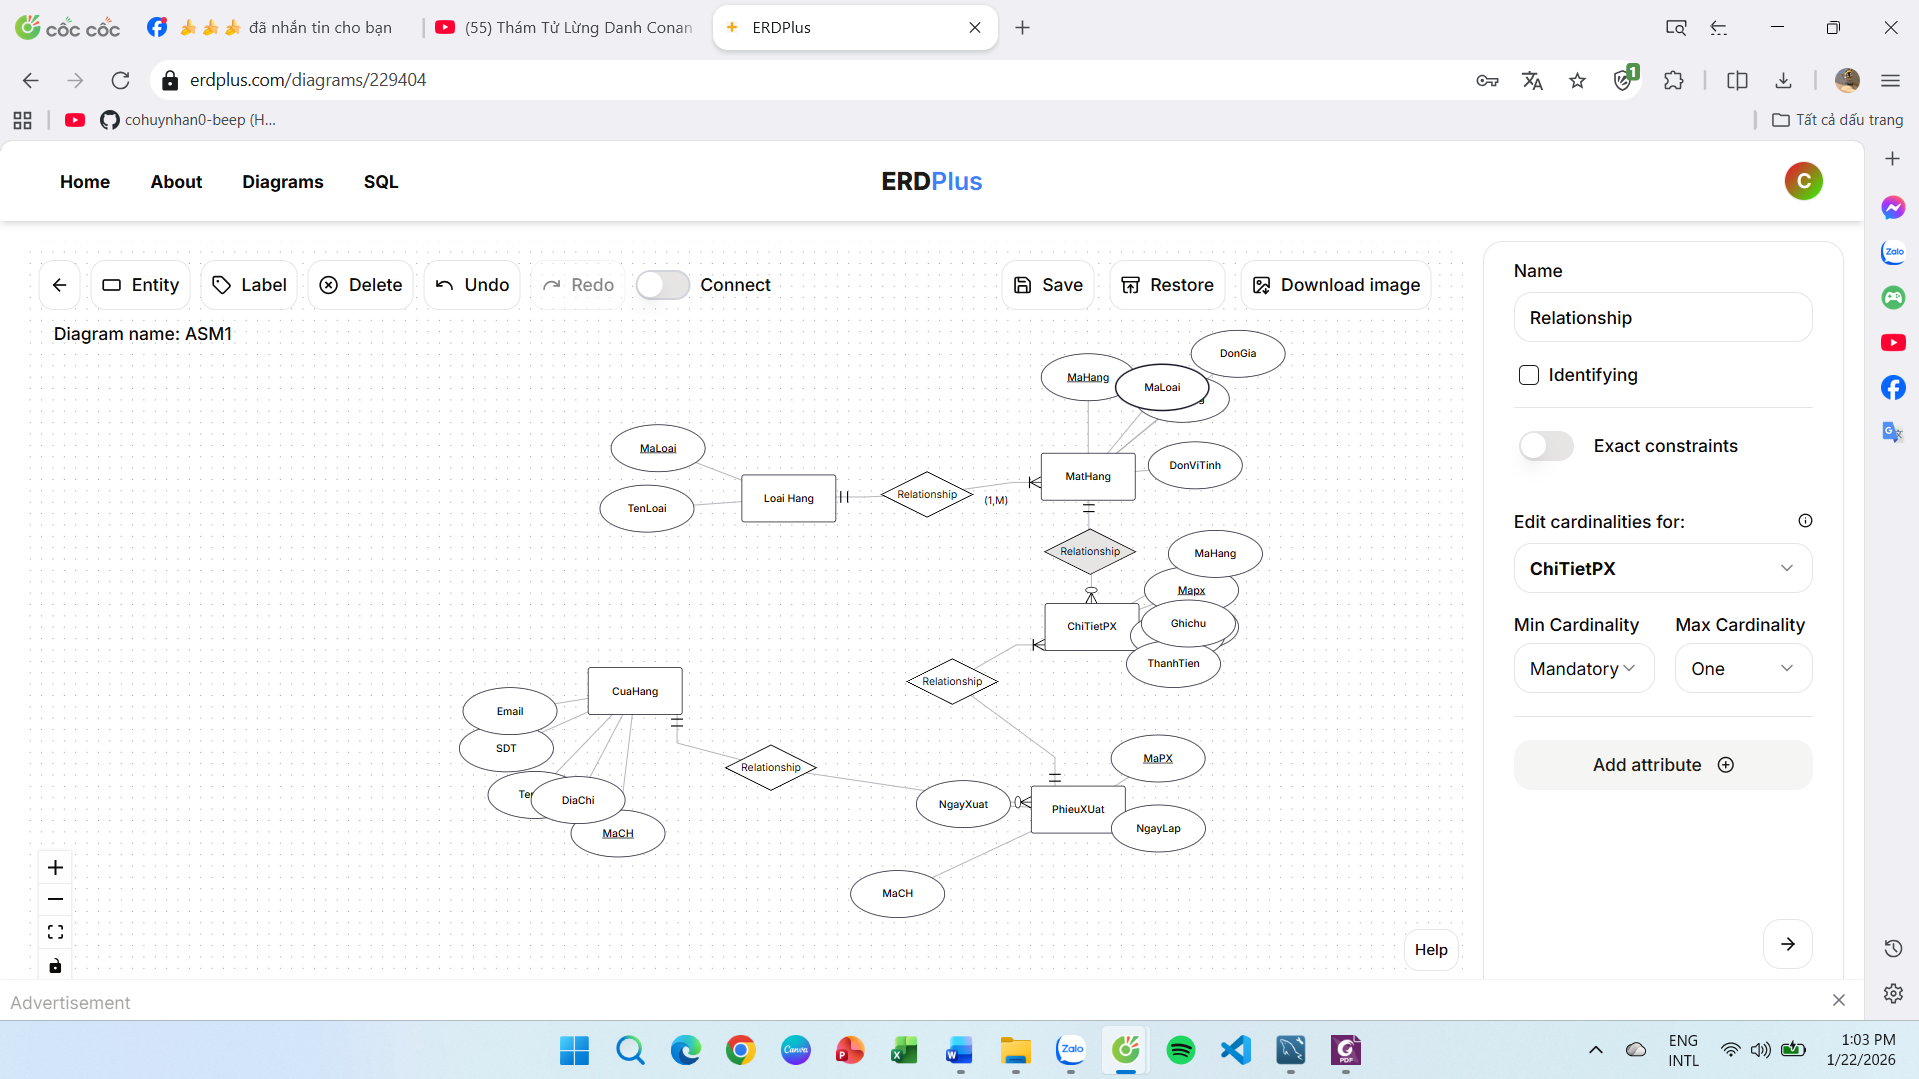 cốc cốc
👍 👍 👍 đã nhắn tin cho bạn
(55) Thám Tử Lừng Danh Conan
ERDPlus
erdplus.com/diagrams/229404
1
cohuynhan0-beep (H...
Tất cả dấu trang
Home
About
Diagrams
SQL
ERDPlus
C
Entity
Label
Delete
Undo
Redo
Connect
Save
Restore
Download image
Diagram name: ASM1
DonGia
MaHang
MaLoai
MaLoai
DonViTinh
MatHang
Loai Hang
Relationship
(1,M)
TenLoai
Relationship
MaHang
Mapx
Ghichu
ChiTietPX
ThanhTien
Relationship
CuaHang
Email
SDT
DiaChi
MaCH
Relationship
MaPX
NgayXuat
PhieuXUat
NgayLap
MaCH
Help
Name
Relationship
Identifying
Exact constraints
Edit cardinalities for:
ChiTietPX
Min Cardinality
Max Cardinality
Mandatory
One
Add attribute
Zalo
Advertisement
Canva
Zalo
PDF
ENG
INTL
1:03 PM
1/22/2026